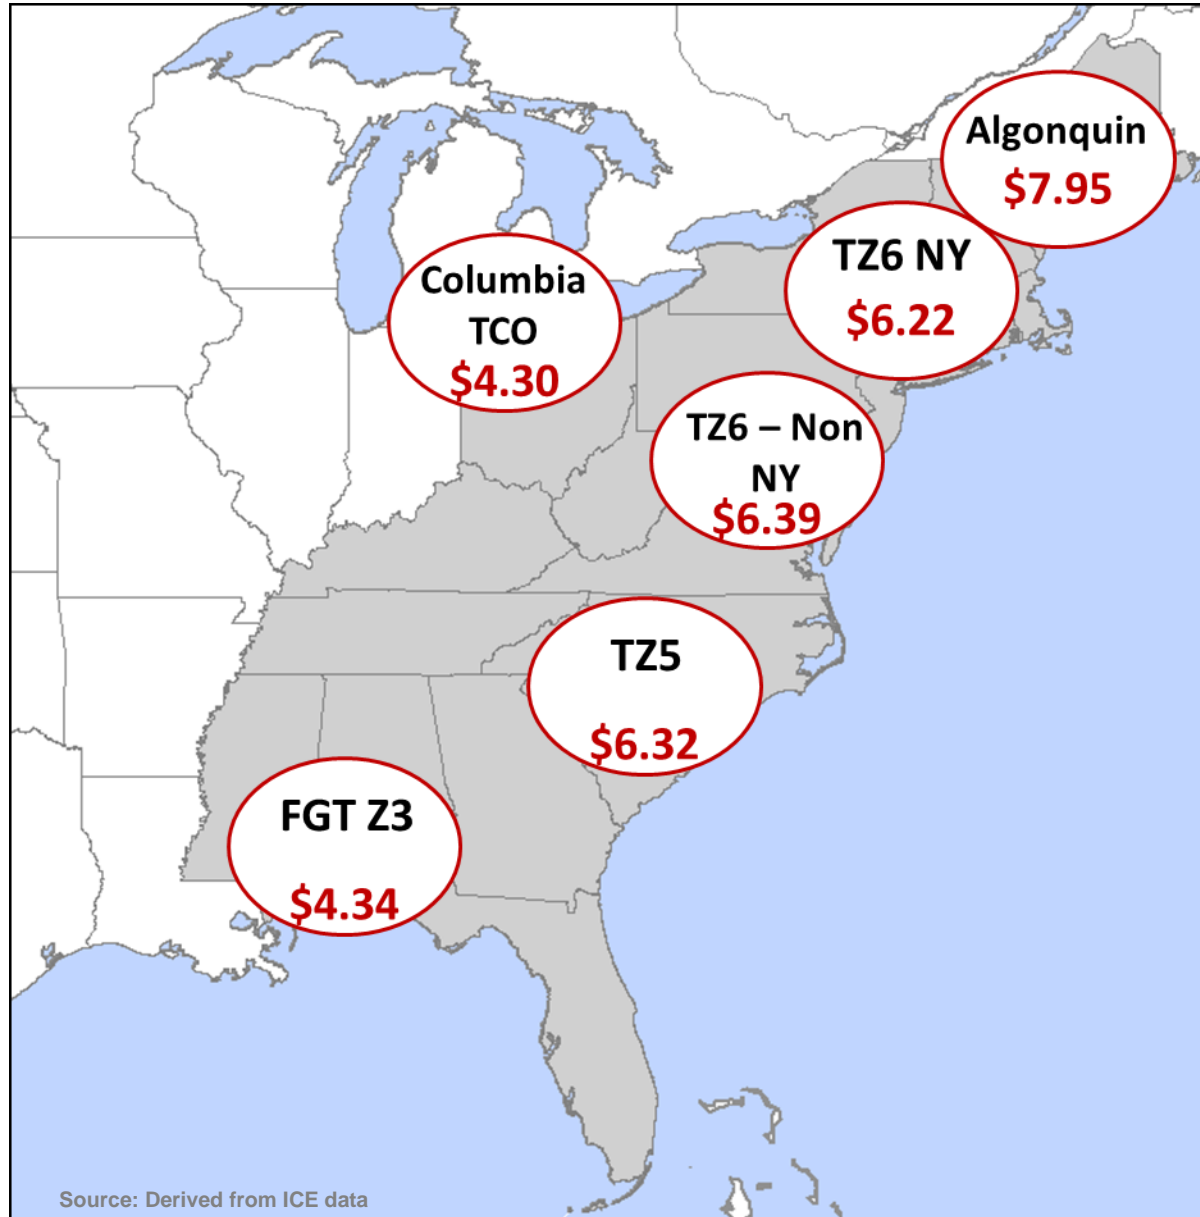 Algonquin
$7.95
TZ6 NY
$6.22
Columbia
TCO
$4.30
TZ6 – Non
NY
$6.39
TZ5
$6.32
FGT Z3
$4.34
Source: Derived from ICE data